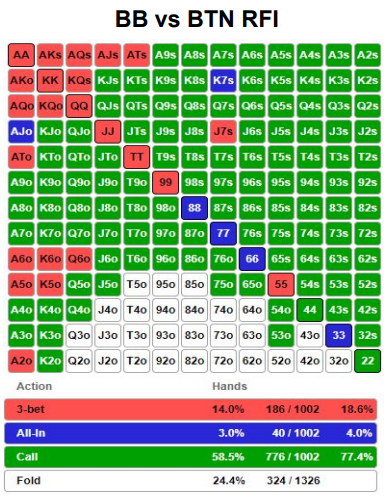 BB vs BTN RFI
AA AKs AQs AJs ATs A9s A8s A7s A6s A5s A4s A3s A2s
AKo KK KQs KJs KTs K9s K8s K7s K6s K5s K4s K3s K2s
AQo KQo QQ QJs QTs Q9s Q8s Q7s Q6s Q5s Q4s Q3s Q2s
AJo KJo QJo JJ JTs J9s J8s J7s J6s J5s J4s J3s J2s
ATo KTo QTo JTo TT T9s T8s T7s T6s T5s T4s T3s T2s
A9o K9o Q9o J9o T9o 99 98s 97s 96s 95s 94s 93s 92s
A8o K8o Q8o J8o T8o 98o 88 87s 86s 85s 84s 83s 82s
A7o K7o Q7o J7o T7o 97o 87o 77 76s 75s 74s 73s 72s
A6o K6o Q6o J6o T6o 96o 86o 76o 66 65s 64s 63s 62s
A5o K5o Q5o J5o T5o 95o 85o 75o 65o 55 54s 53s 52s
A4o K4o Q4o J4o T4o 94o 84o 74o 64o 54o 44 43s 42s
A3o K3o Q3o J3o T3o 93o 83o 73o 63o 53o 43o 33 32s
A2o K2o Q2o J2o T2o 92o 82o 72o 62o 52o 42o 32o 22
Action Hands
3-bet 14.0% 186 / 1002 18.6%
All-In 3.0% 40 / 1002 4.0%
Call 58.5% 776 / 1002 77.4%
Fold 24.4% 324 / 1326